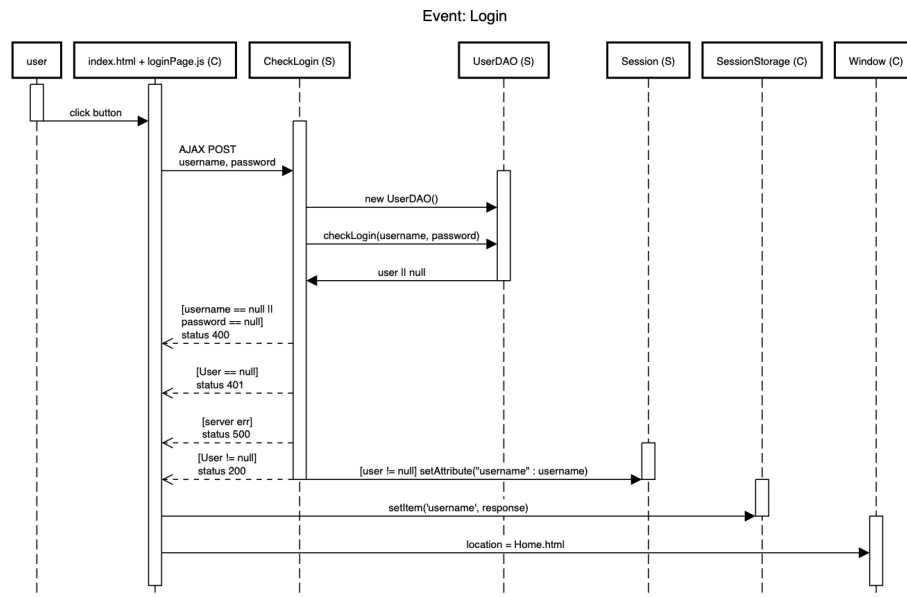 Event: Login
user
index.html + loginPage.js (C)
CheckLogin (S)
UserDAO (S)
Session (S)
SessionStorage (C)
Window (C)
click button
AJAX POST
username, password
new UserDAO()
checkLogin(username, password)
user || null
[username == null ||
password == null]
status 400
[User == null]
status 401
[server err]
status 500
[User != null]
status 200
[user != null] setAttribute("username" : username)
setItem('username', response)
location = Home.html